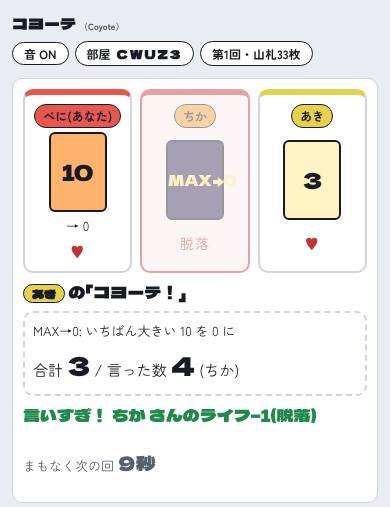 コヨーテ (Coyote)
音 ON 部屋 CWUZ3 第1回・山札33枚
べに(あなた) ちか あき
10 MAX→0 3
→ 0
♥ 脱落 ♥
あき の「コヨーテ！」
MAX→0: いちばん大きい 10 を 0 に
合計 3 / 言った数 4 (ちか)
言いすぎ！ ちか さんのライフ-1(脱落)
まもなく次の回 9秒